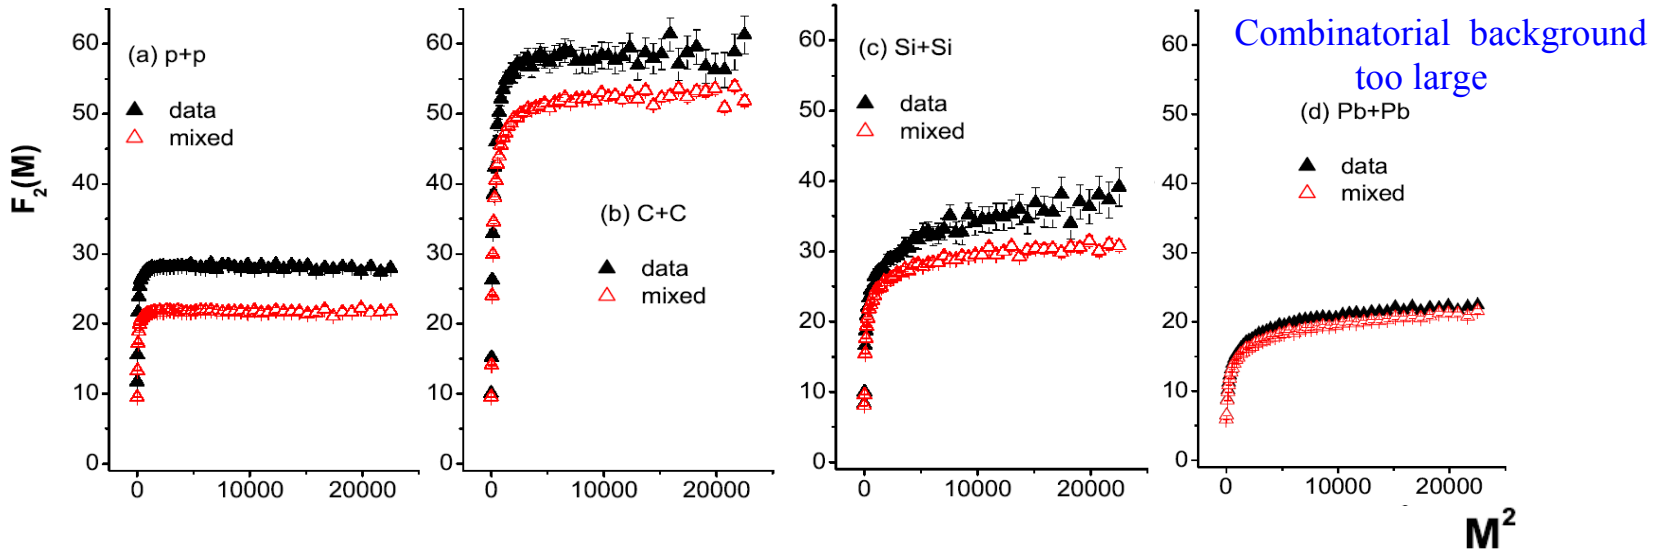 Combinatorial background
too large
F2(M)
(a) p+p
data
mixed
60
50
40
30
20
10
0
0 10000 20000
(b) C+C
data
mixed
60
50
40
30
20
10
0
0 10000 20000
(c) Si+Si
data
mixed
60
50
40
30
20
10
0
0 10000 20000
(d) Pb+Pb
data
mixed
60
50
40
30
20
10
0
0 10000 20000
M²